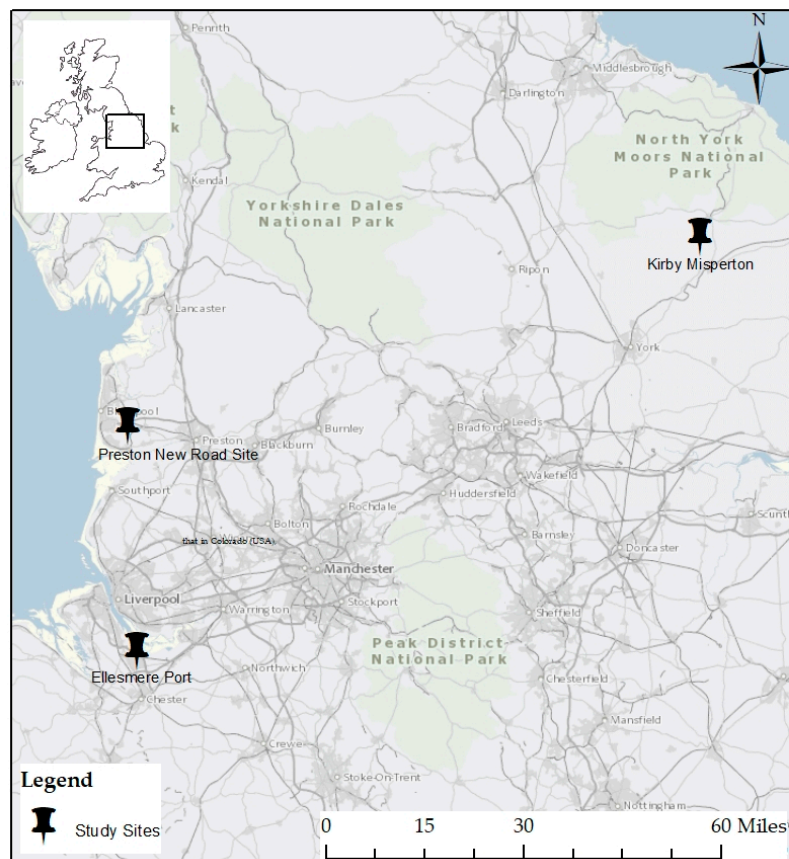 Penrith
N
Middlesbrough
Darlington
North York
Moors National
Park
Kendal
Yorkshire Dales
National Park
Kirby Misperton
Ripon
Lancaster
York
Preston
Blackburn
Burnley
Bradford
Leeds
Preston New Road Site
Wakefield
Southport
Huddersfield
Rochdale
Bolton
that in Colorado (USA)
Barnsley
Doncaster
Manchester
Liverpool
Warrington
Stockport
Sheffield
Peak District
National Park
Ellesmere Port
Northwich
Chesterfield
Chester
Mansfield
Crewe
Stoke-On-Trent
Nottingham
Legend
Study Sites
0 15 30 60 Miles